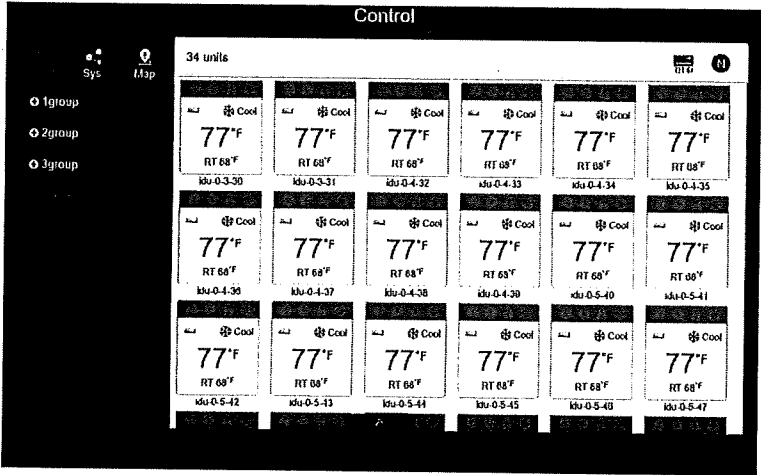 Control
Sys Map
34 units
N
1group
2group
3group
Cool Cool Cool Cool Cool Cool
77°F 77°F 77°F 77°F 77°F 77°F
RT 68°F RT 68°F RT 68°F RT 68°F RT 68°F RT 68°F
idu-0-3-30 idu-0-3-31 idu-0-4-32 idu-0-4-33 idu-0-4-34 idu-0-4-35
Cool Cool Cool Cool Cool Cool
77°F 77°F 77°F 77°F 77°F 77°F
RT 68°F RT 68°F RT 68°F RT 68°F RT 68°F RT 68°F
idu-0-4-36 idu-0-4-37 idu-0-4-38 idu-0-4-39 idu-0-5-40 idu-0-5-41
Cool Cool Cool Cool Cool Cool
77°F 77°F 77°F 77°F 77°F 77°F
RT 68°F RT 68°F RT 68°F RT 68°F RT 68°F RT 68°F
idu-0-5-42 idu-0-5-43 idu-0-5-44 idu-0-5-45 idu-0-5-46 idu-0-5-47